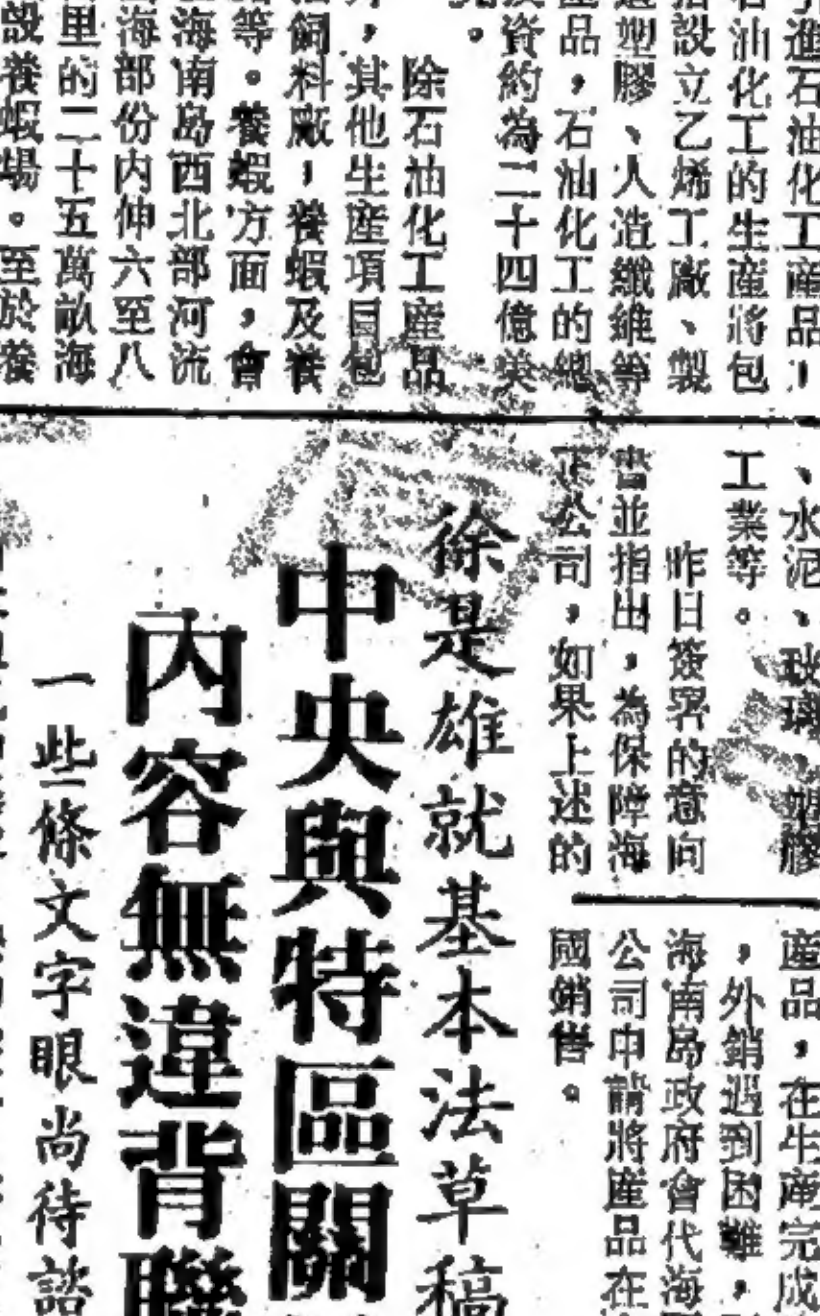 引進石油化工產品，
石油化工的生產將包
括設立乙烯工廠、製
造塑膠、人造纖維等
產品，石油化工的總
投資約為二十四億美
元。
除石油化工產品
外，其他生產項目包
括飼料廠，養蝦及養
等。養蝦方面，會
海南島西北部河流
海部份內伸六至八
里的二十五萬畝海
設養蝦場。至於養
、水泥、玻璃、塑膠
工業等。
昨日簽署的意向
書並指出，為保障海
公司，如果上述的
產品，在生產完成
，外銷遇到困難，
海南島政府會代海
公司申請將產品在
國銷售。
徐是雄就基本法草稿
中央與特區關
內容無違背聯
一些條文字眼尚待諮